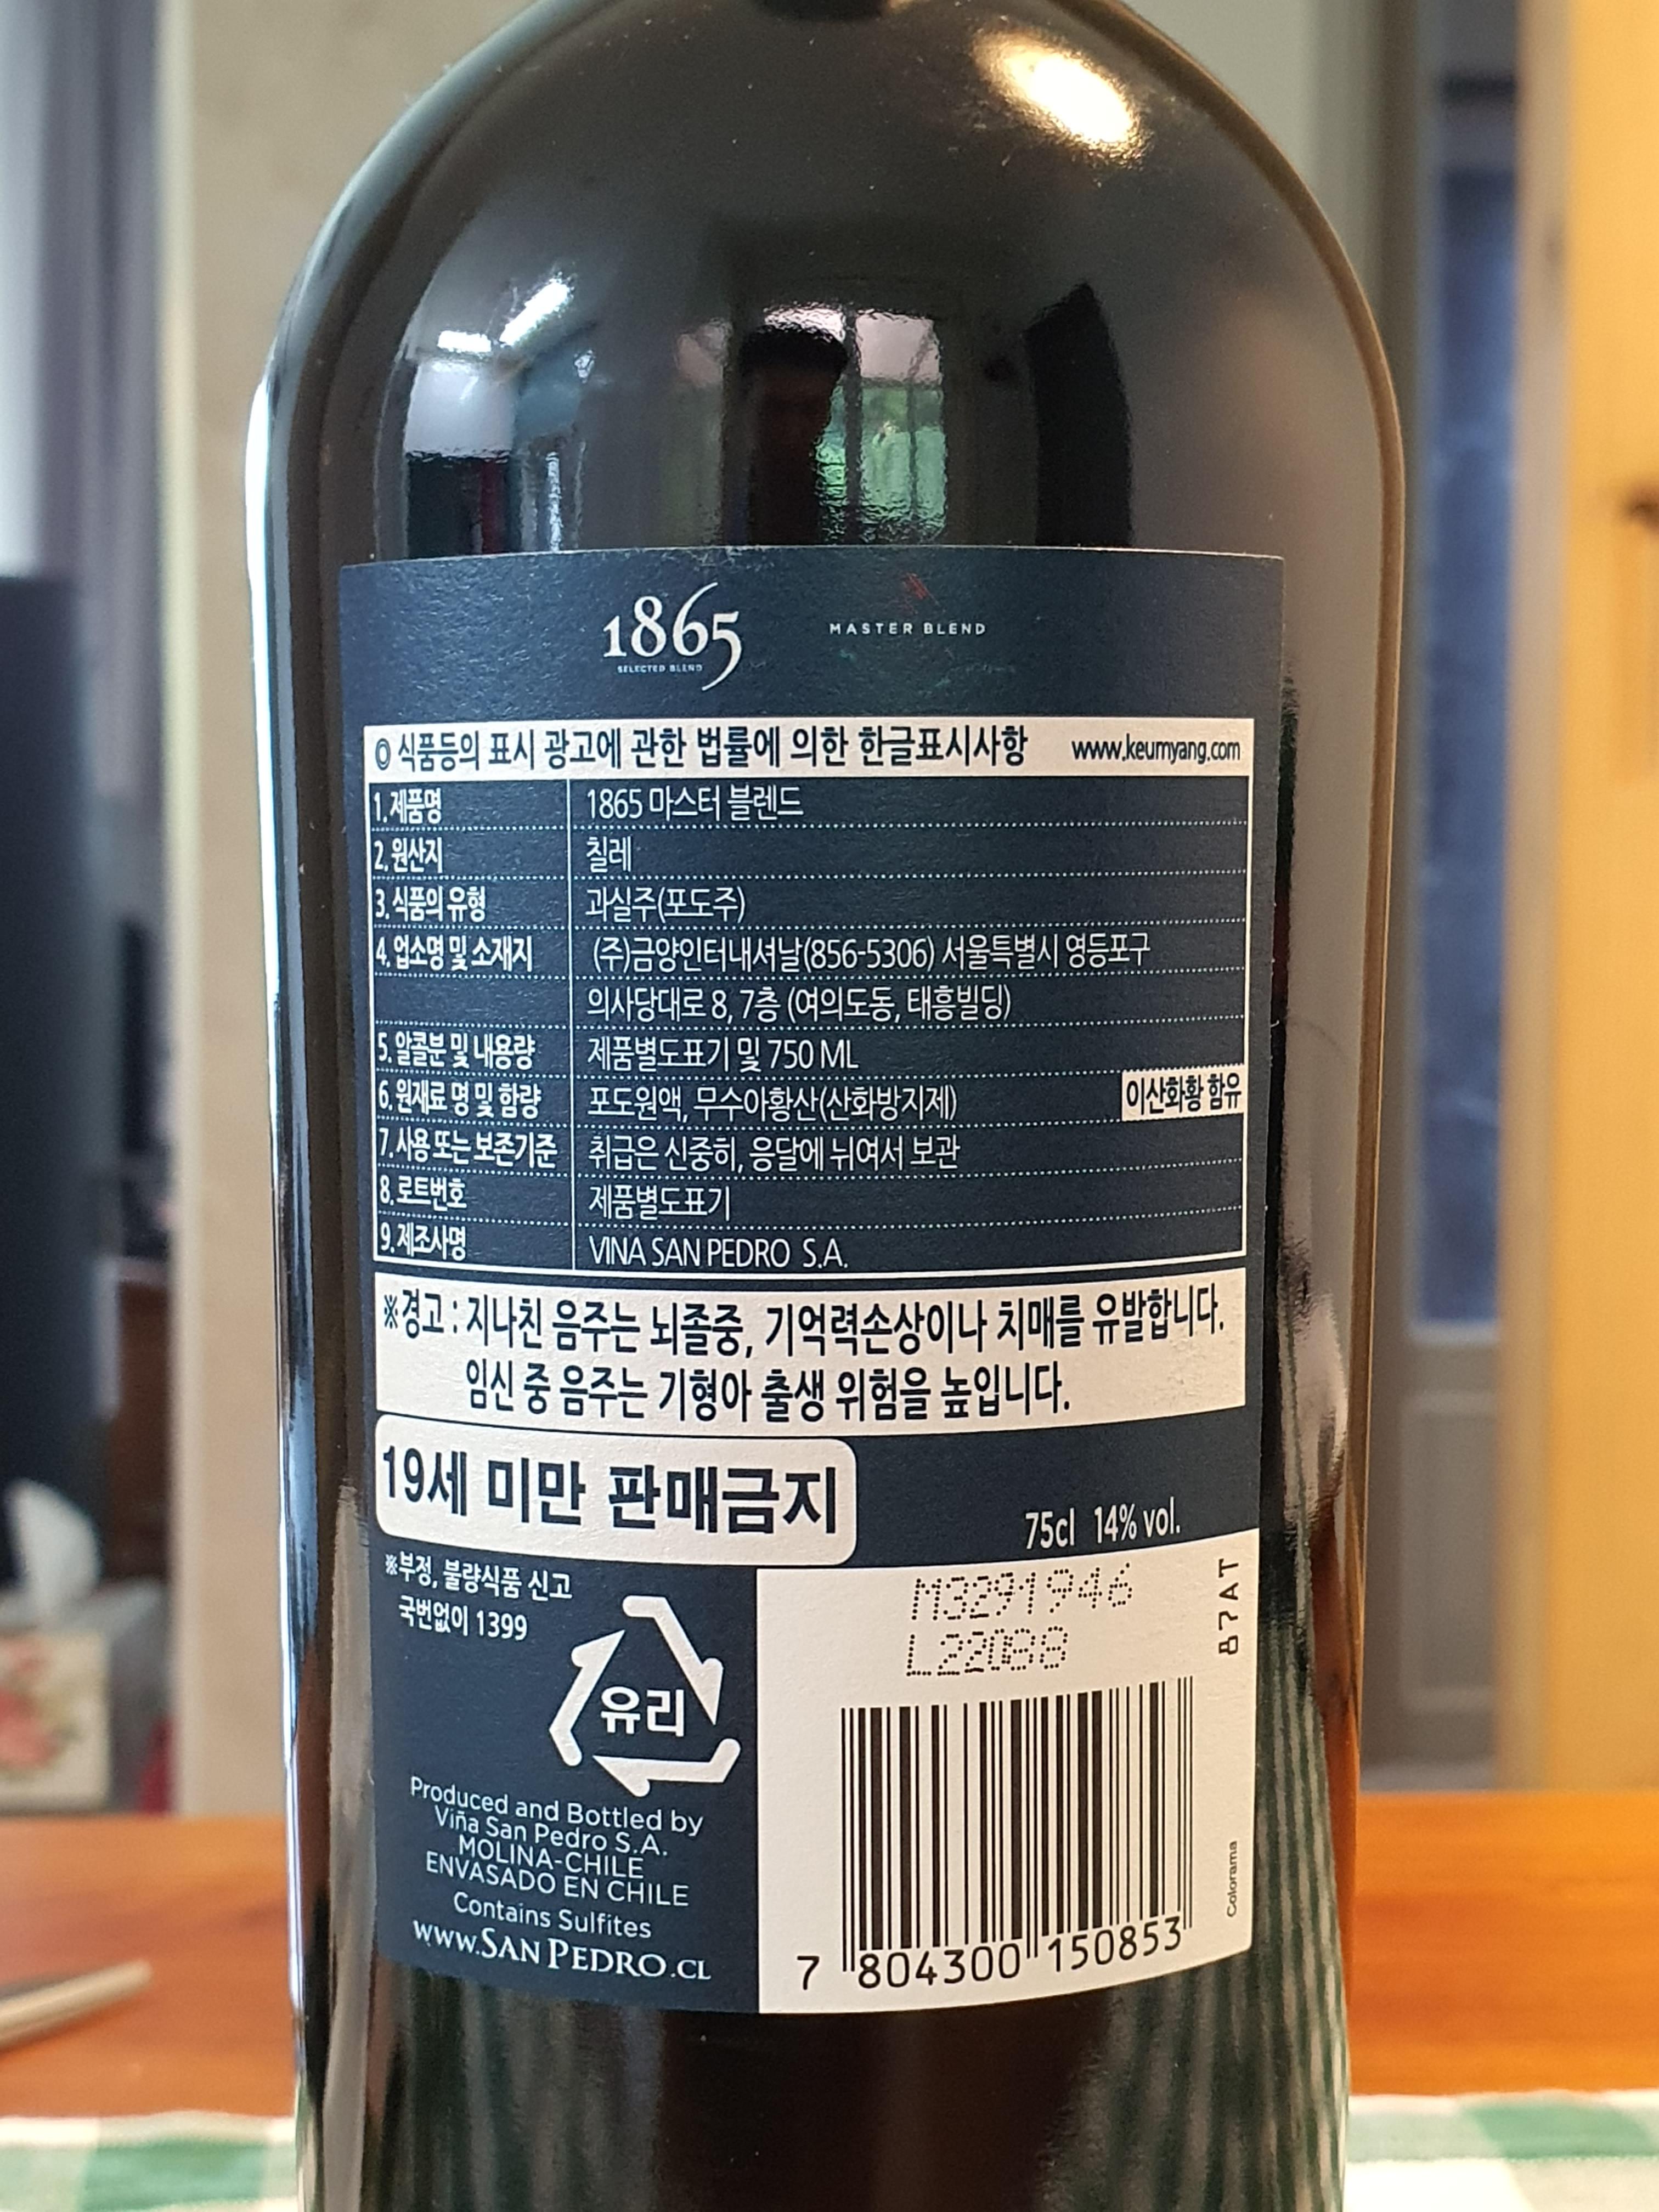 1865
SELECTED BLEND
MASTER BLEND
◎ 식품등의 표시 광고에 관한 법률에 의한 한글표시사항 www.keumyang.com
1. 제품명 1865 마스터 블렌드
2. 원산지 칠레
3. 식품의 유형 과실주(포도주)
4. 업소명 및 소재지 (주)금양인터내셔날(856-5306) 서울특별시 영등포구
의사당대로 8, 7층 (여의도동, 태흥빌딩)
5. 알콜분 및 내용량 제품별도표기 및 750 ML
6. 원재료 명 및 함량 포도원액, 무수아황산(산화방지제) 이산화황 함유
7. 사용 또는 보존기준 취급은 신중히, 응달에 뉘여서 보관
8. 로트번호 제품별도표기
9. 제조사명 VINA SAN PEDRO S.A.
※경고 : 지나친 음주는 뇌졸중, 기억력손상이나 치매를 유발합니다.
임신 중 음주는 기형아 출생 위험을 높입니다.
19세 미만 판매금지
75cl 14% vol.
※부정, 불량식품 신고
국번없이 1399
유리
Produced and Bottled by
Viña San Pedro S.A.
MOLINA-CHILE
ENVASADO EN CHILE
Contains Sulfites
www.SAN PEDRO.CL
M3291946
L22088
87AT
Colorama
7 804300 150853